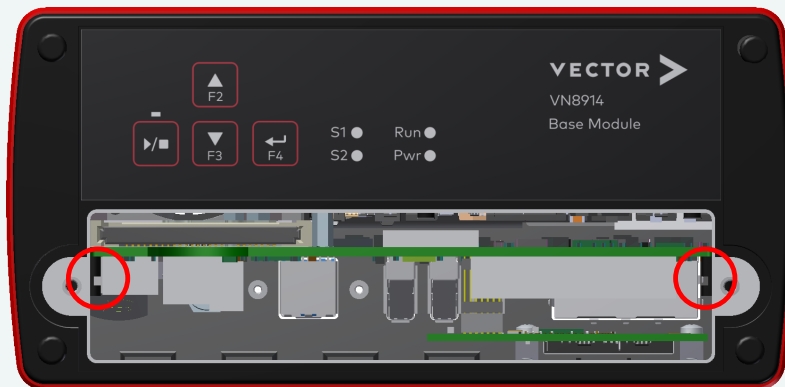 VECTOR
VN8914
Base Module
F2
F3
F4
S1
Run
S2
Pwr